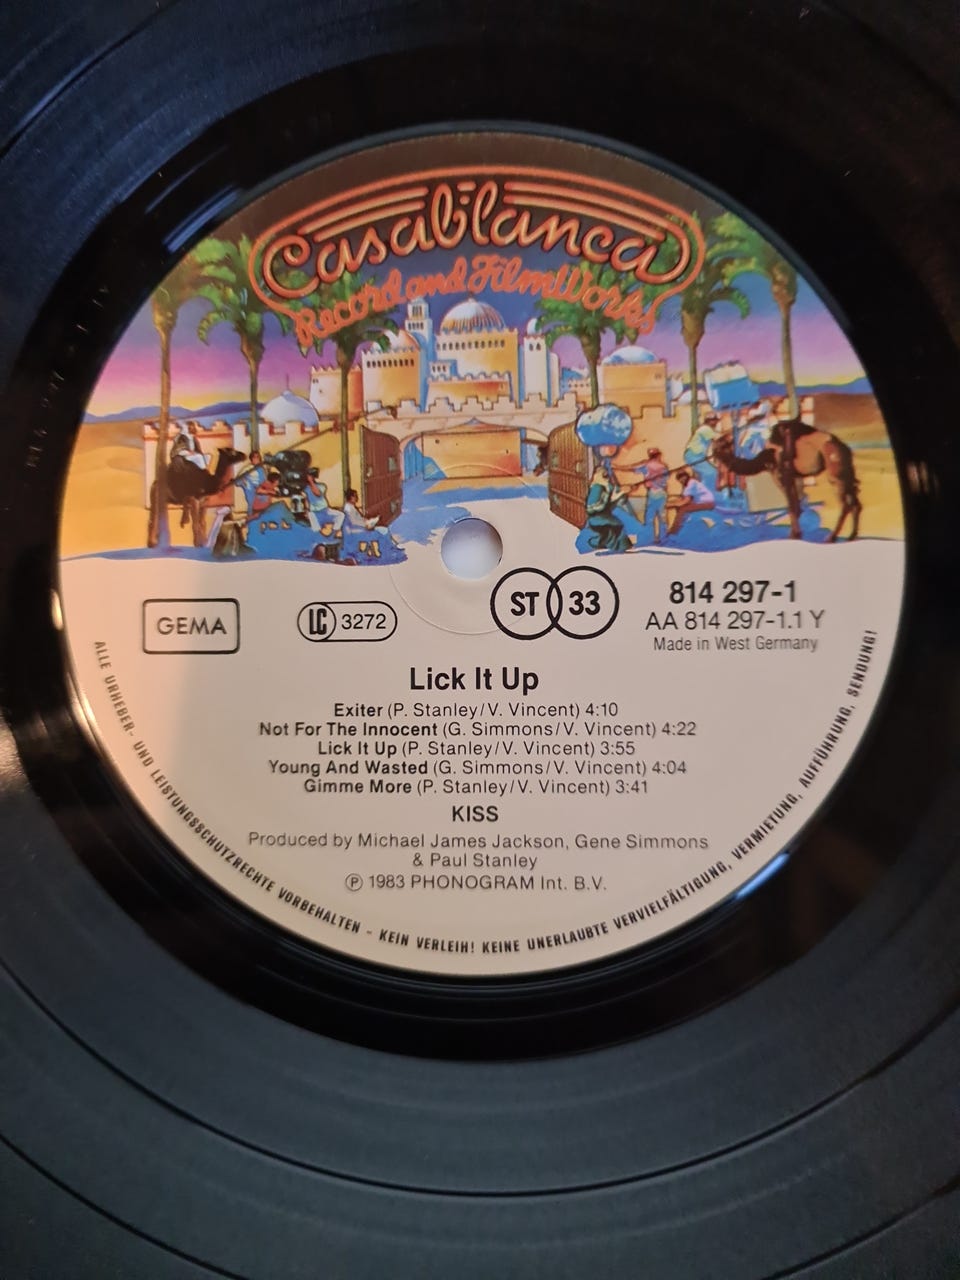 Casablanca
Record and FilmWorks
GEMA
LC 3272
ST 33
814 297-1
AA 814 297-1.1 Y
Made in West Germany
Lick It Up
Exiter (P. Stanley/V. Vincent) 4:10
Not For The Innocent (G. Simmons/V. Vincent) 4:22
Lick It Up (P. Stanley/V. Vincent) 3:55
Young And Wasted (G. Simmons/V. Vincent) 4:04
Gimme More (P. Stanley/V. Vincent) 3:41
KISS
Produced by Michael James Jackson, Gene Simmons
& Paul Stanley
Ⓟ 1983 PHONOGRAM Int. B.V.
ALLE URHEBER- UND LEISTUNGSSCHUTZRECHTE VORBEHALTEN - KEIN VERLEIH! KEINE UNERLAUBTE VERVIELFÄLTIGUNG, VERMIETUNG, AUFFÜHRUNG, SENDUNG!